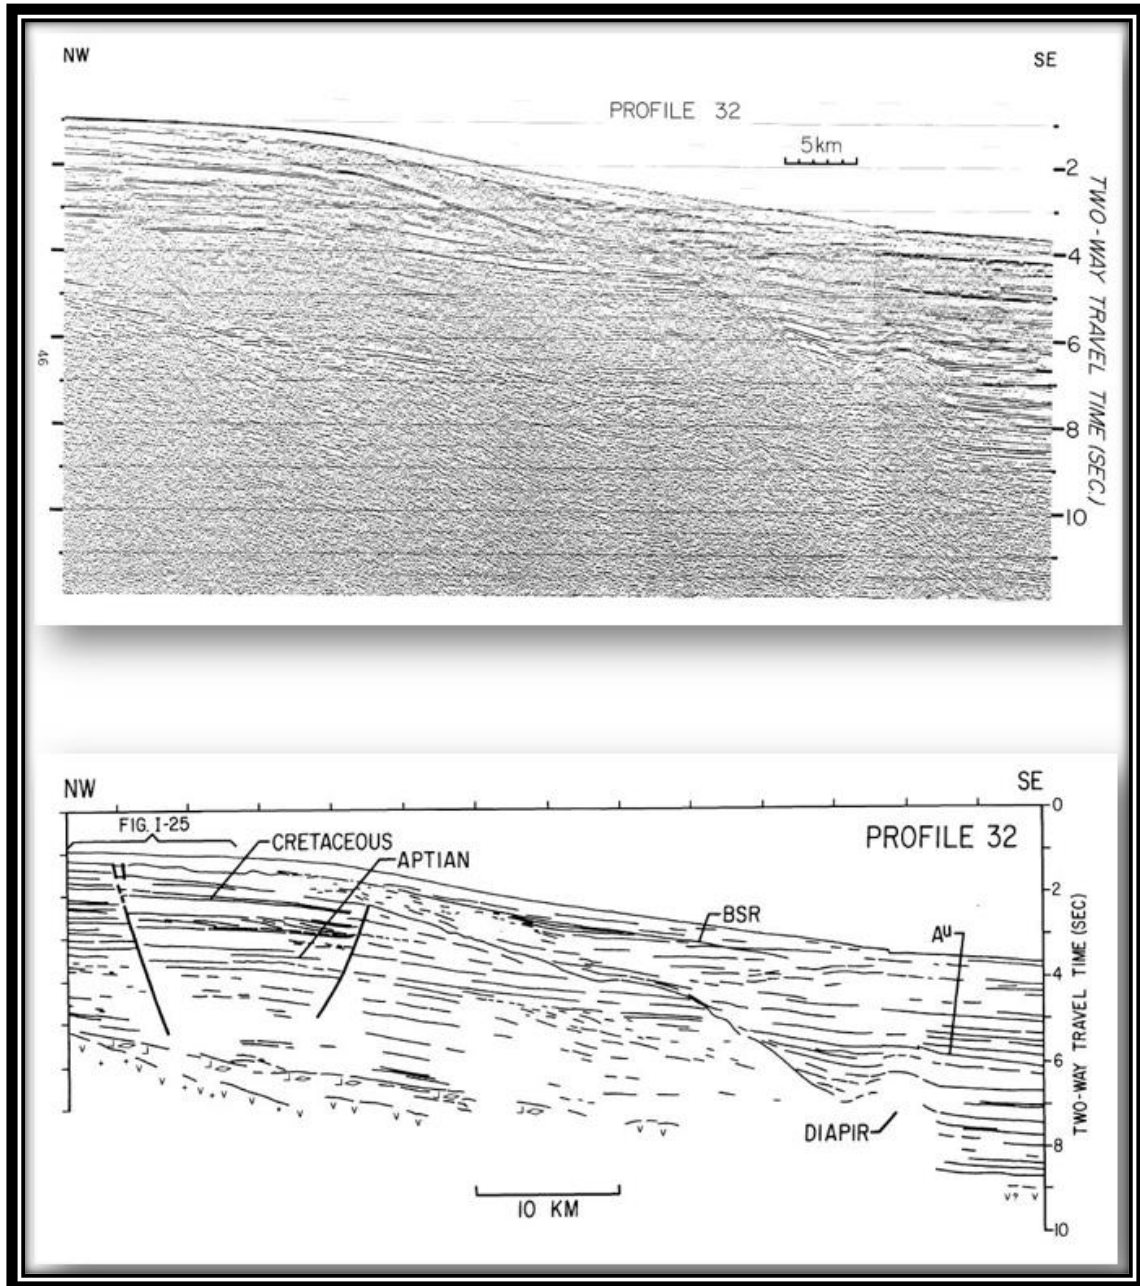 NW
SE
PROFILE 32
5km
2
4
6
8
10
TWO-WAY TRAVEL TIME (SEC.)
46
NW
SE
0
FIG. I-25
CRETACEOUS
APTIAN
PROFILE 32
2
BSR
Au
4
6
DIAPIR
8
10
TWO-WAY TRAVEL TIME (SEC)
10 KM